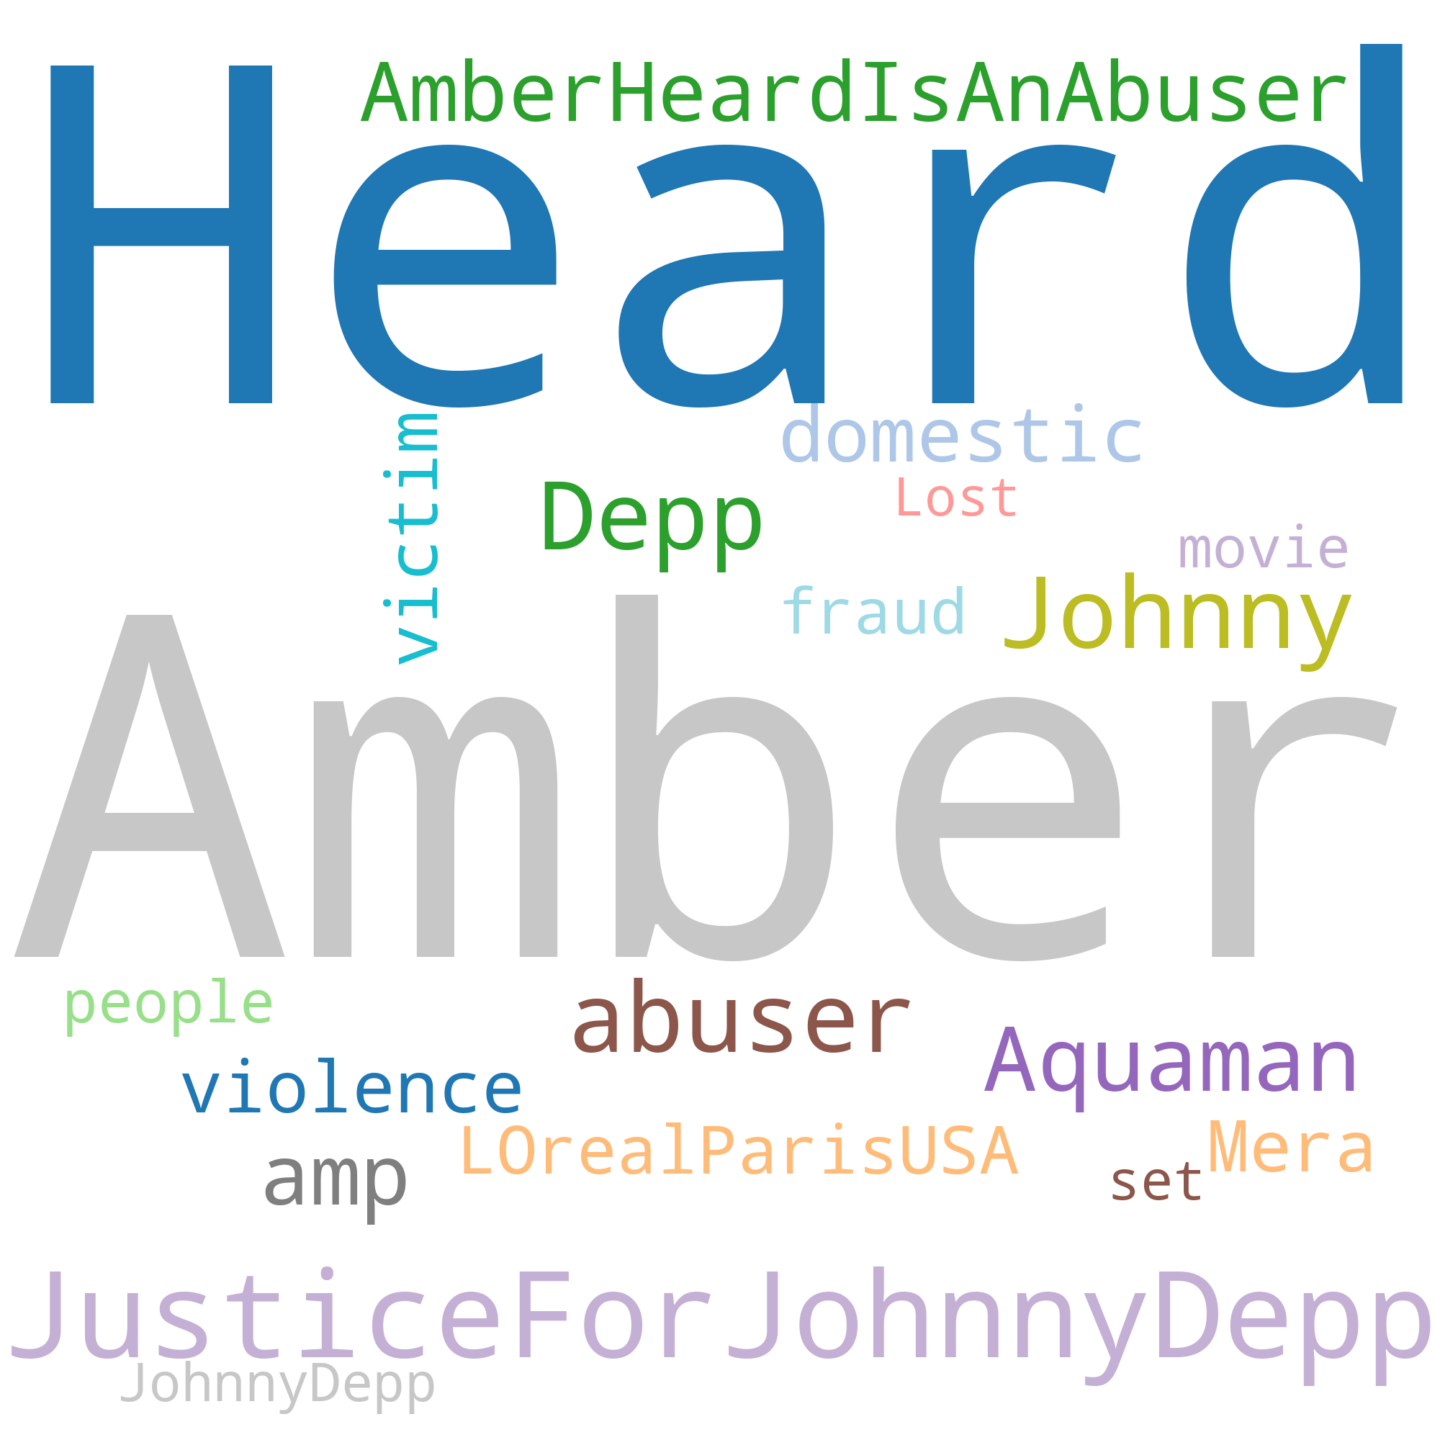 AmberHeardIsAnAbuser
Heard
victim
domestic
Lost
Depp
movie
fraud
Johnny
Amber
people
abuser
Aquaman
violence
LOrealParisUSA
Mera
amp
set
JusticeForJohnnyDepp
JohnnyDepp